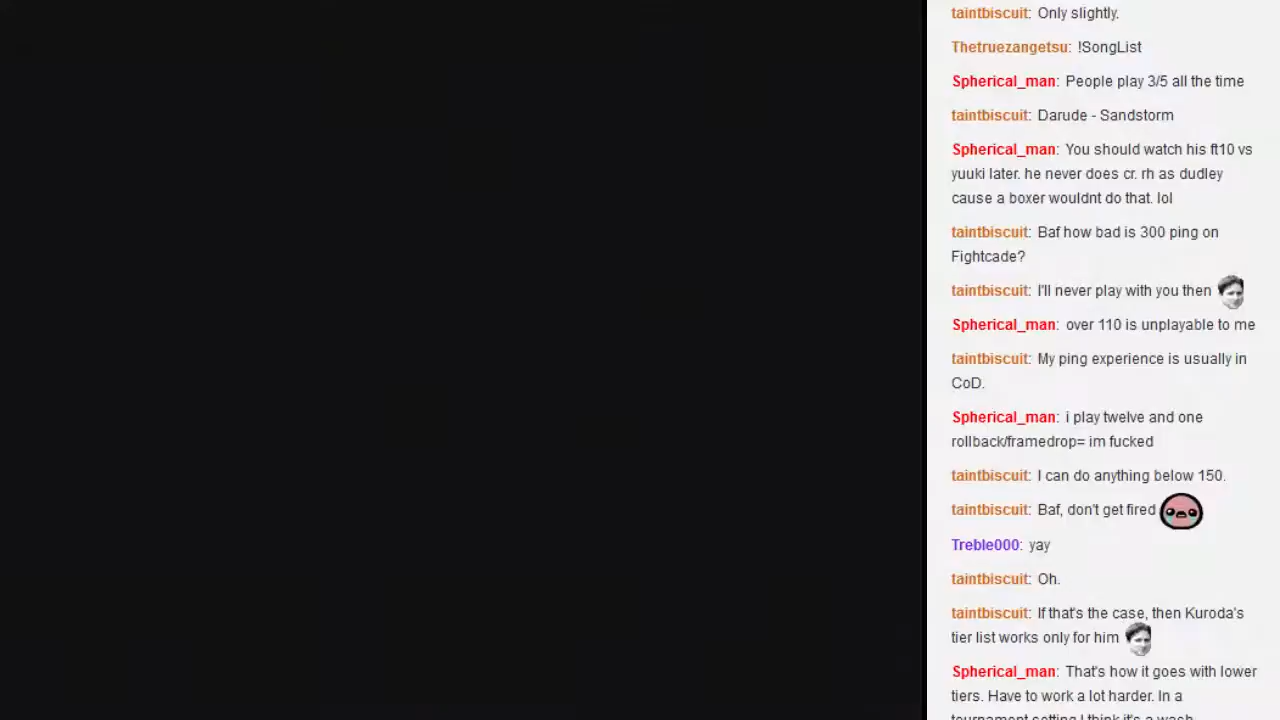 taintbiscuit: Only slightly.
Thetruezangetsu: !SongList
Spherical_man: People play 3/5 all the time
taintbiscuit: Darude - Sandstorm
Spherical_man: You should watch his ft10 vs
yuuki later. he never does cr. rh as dudley
cause a boxer wouldnt do that. lol
taintbiscuit: Baf how bad is 300 ping on
Fightcade?
taintbiscuit: I'll never play with you then
Spherical_man: over 110 is unplayable to me
taintbiscuit: My ping experience is usually in
CoD.
Spherical_man: i play twelve and one
rollback/framedrop= im fucked
taintbiscuit: I can do anything below 150.
taintbiscuit: Baf, don't get fired
Treble000: yay
taintbiscuit: Oh.
taintbiscuit: If that's the case, then Kuroda's
tier list works only for him
Spherical_man: That's how it goes with lower
tiers. Have to work a lot harder. In a
tournament setting I think it's a wash